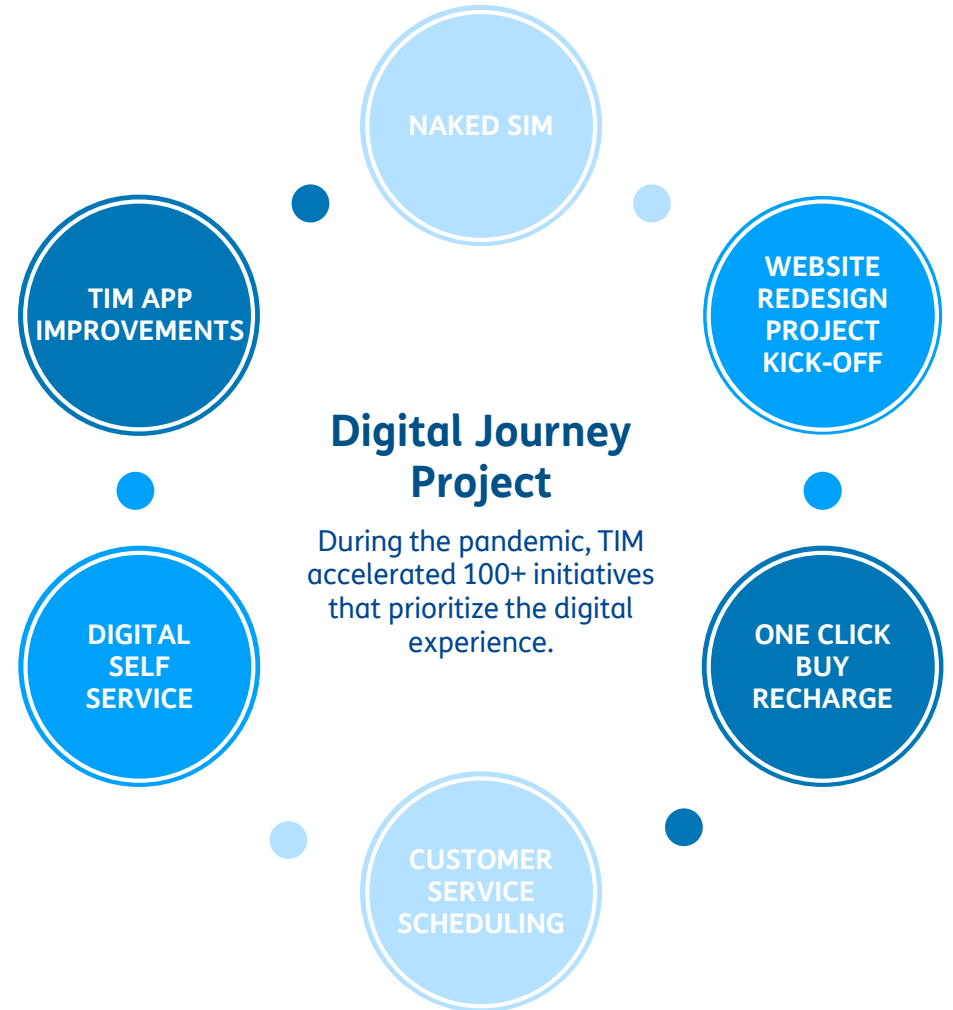 NAKED SIM
WEBSITE
REDESIGN
PROJECT
KICK-OFF
TIM APP
IMPROVEMENTS
Digital Journey
Project
During the pandemic, TIM
accelerated 100+ initiatives
that prioritize the digital
experience.
DIGITAL
SELF
SERVICE
ONE CLICK
BUY
RECHARGE
CUSTOMER
SERVICE
SCHEDULING